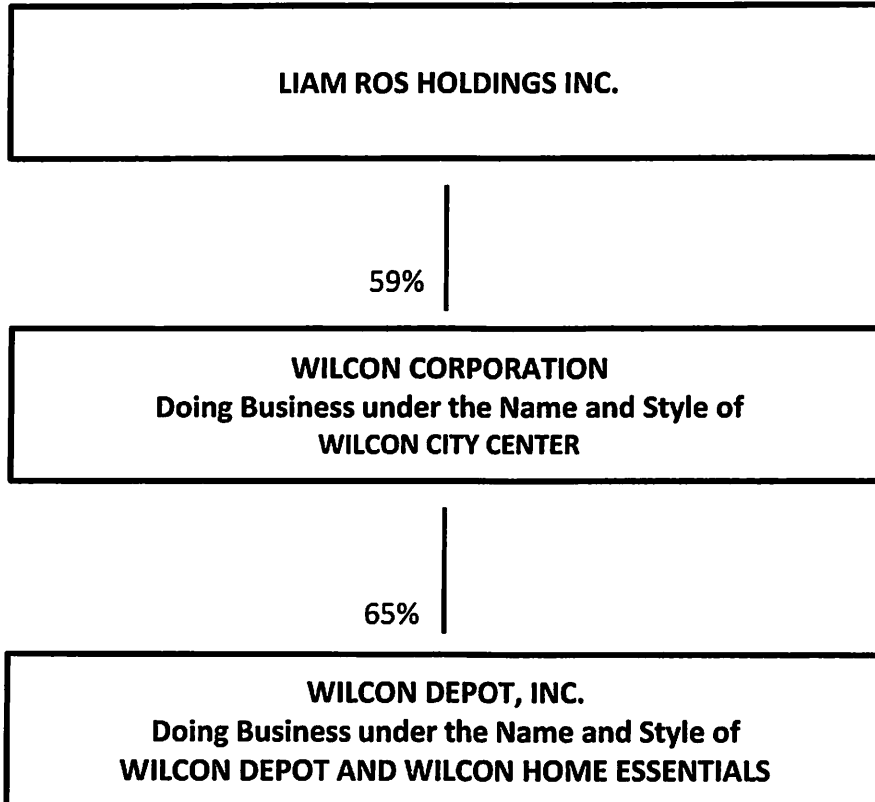 LIAM ROS HOLDINGS INC.
59%
WILCON CORPORATION
Doing Business under the Name and Style of
WILCON CITY CENTER
65%
WILCON DEPOT, INC.
Doing Business under the Name and Style of
WILCON DEPOT AND WILCON HOME ESSENTIALS